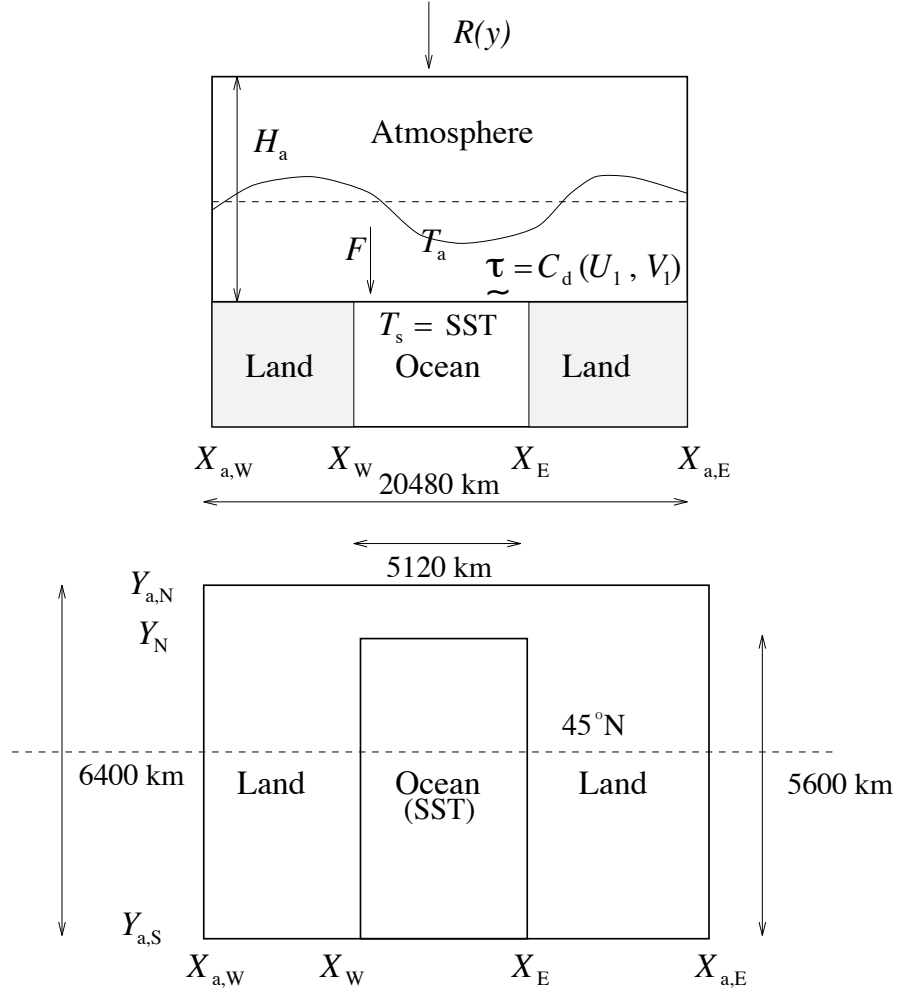 R(y)
Atmosphere
H_a
F
T_a
τ̰ = C_d (U_1 , V_1)
T_s = SST
Land Ocean Land
X_a,W X_W X_E X_a,E
20480 km
5120 km
Y_a,N
Y_N
45°N
6400 km Land Ocean Land 5600 km
(SST)
Y_a,S
X_a,W X_W X_E X_a,E